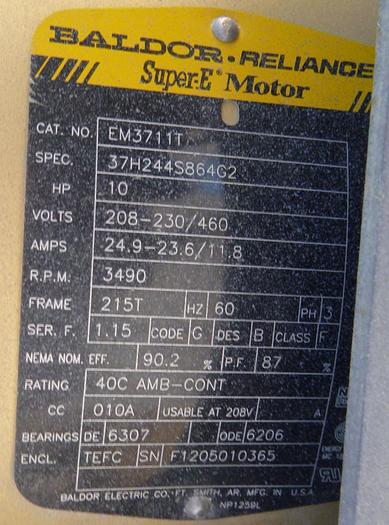 BALDOR • RELIANCE
Super-E® Motor
CAT. NO. EM3711T
SPEC. 37H244S864G2
HP 10
VOLTS 208-230/460
AMPS 24.9-23.6/11.8
R.P.M. 3490
FRAME 215T HZ 60 PH 3
SER. F. 1.15 CODE G DES B CLASS F
NEMA NOM. EFF. 90.2 % P.F. 87 %
RATING 40C AMB-CONT
CC 010A USABLE AT 208V A
BEARINGS DE 6307 ODE 6206
ENCL. TEFC SN F1205010365
BALDOR ELECTRIC CO. FT. SMITH, AR. MFG. IN U.S.A.
NP1259L